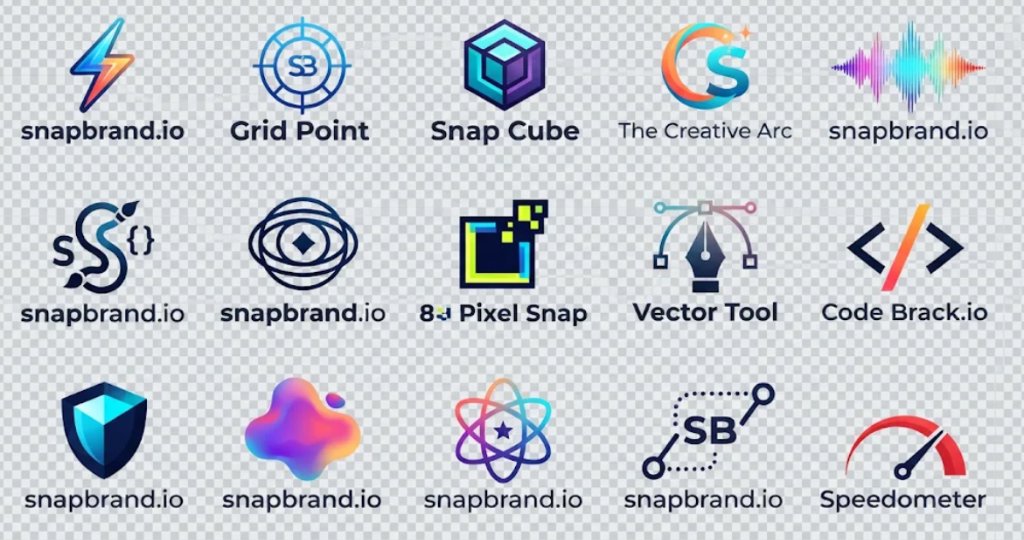 SB
CS
snapbrand.io
Grid Point
Snap Cube
The Creative Arc
snapbrand.io
S S {}
snapbrand.io
snapbrand.io
Pixel Snap
Vector Tool
</>
Code Brack.io
SB
snapbrand.io
snapbrand.io
snapbrand.io
snapbrand.io
Speedometer